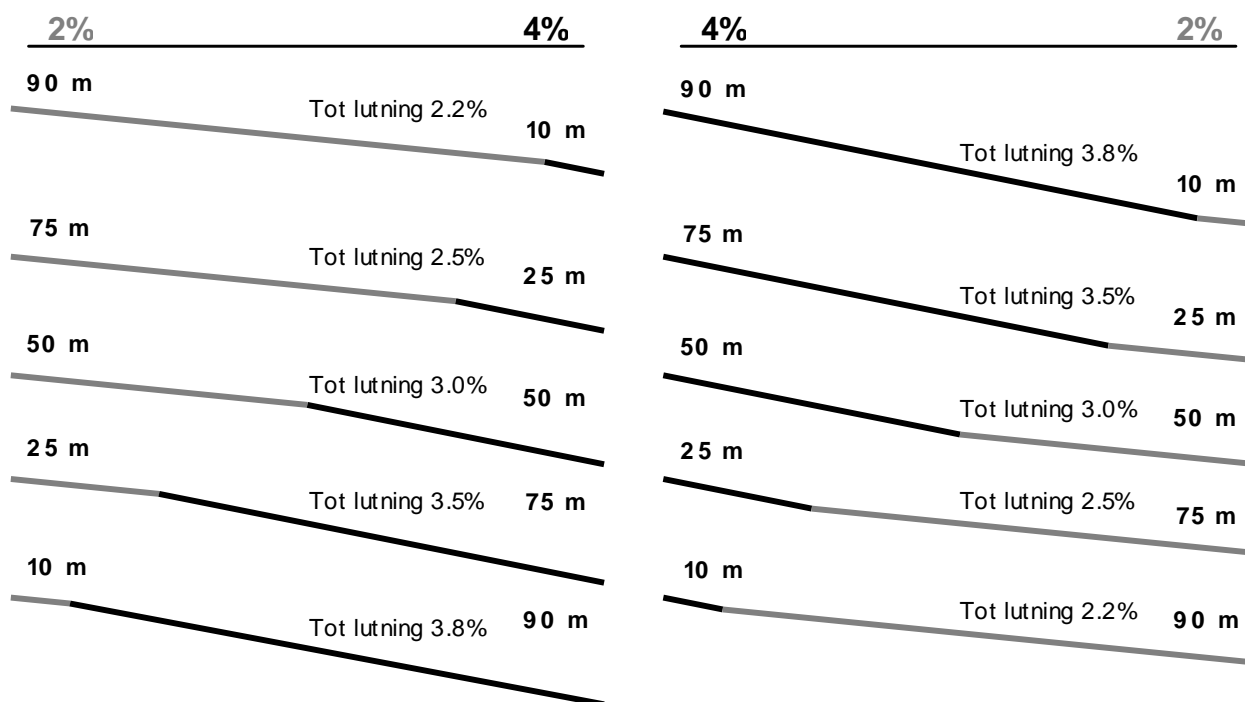 2% 4%
90 m
Tot lutning 2.2%
10 m
75 m
Tot lutning 2.5%
25 m
50 m
Tot lutning 3.0%
50 m
25 m
Tot lutning 3.5%
75 m
10 m
Tot lutning 3.8%
90 m
4% 2%
90 m
Tot lutning 3.8%
10 m
75 m
Tot lutning 3.5%
25 m
50 m
Tot lutning 3.0%
50 m
25 m
Tot lutning 2.5%
75 m
10 m
Tot lutning 2.2%
90 m